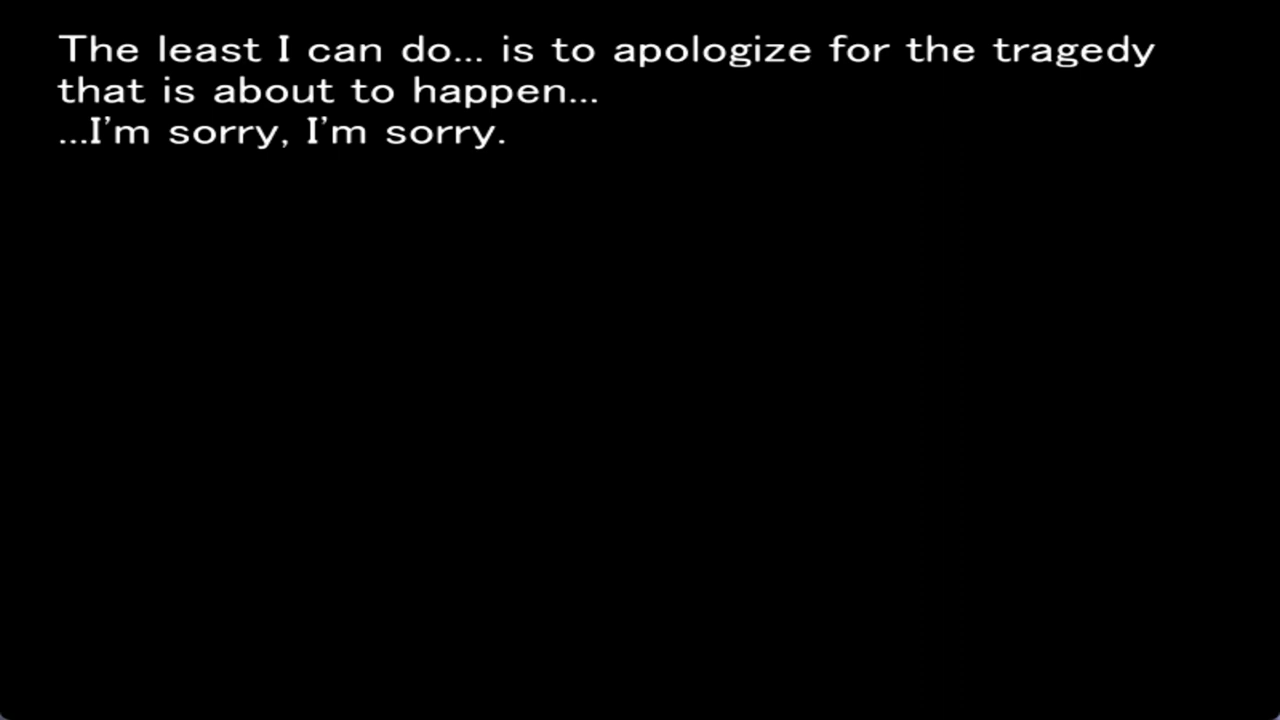 The least I can do... is to apologize for the tragedy
that is about to happen...
...I'm sorry, I'm sorry.